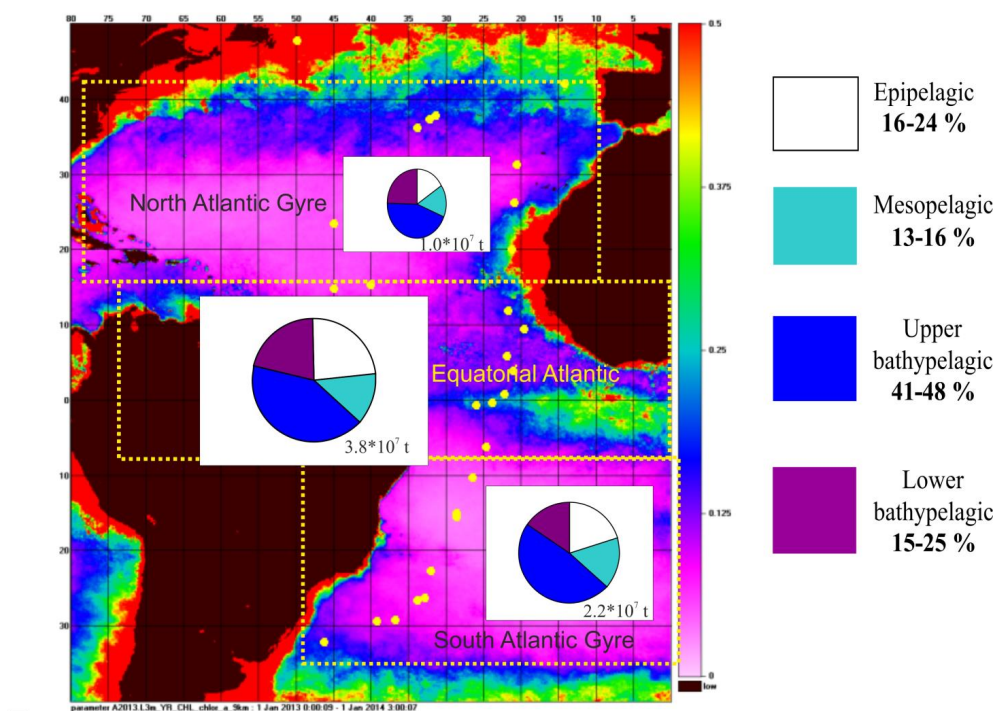 80 75 70 65 60 55 50 45 40 35 30 25 20 15 10 5
40
30
20
10
0
10
20
30
0.5
0.375
0.25
0.125
0
low
North Atlantic Gyre
1.0*10⁷ t
Equatorial Atlantic
3.8*10⁷ t
2.2*10⁷ t
South Atlantic Gyre
parameter A2013.L3m_YR_CHL_chlor_a_9km : 1 Jan 2013 0:00:09 - 1 Jan 2014 3:00:07
Epipelagic
16-24 %
Mesopelagic
13-16 %
Upper
bathypelagic
41-48 %
Lower
bathypelagic
15-25 %